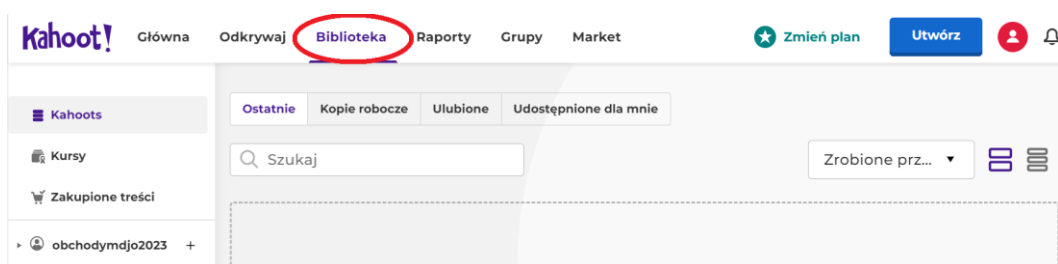 Kahoot! Główna Odkrywaj Biblioteka Raporty Grupy Market Zmień plan Utwórz
Kahoots
Ostatnie Kopie robocze Ulubione Udostępnione dla mnie
Kursy
Szukaj Zrobione prz...
Zakupione treści
obchodymdjo2023 +